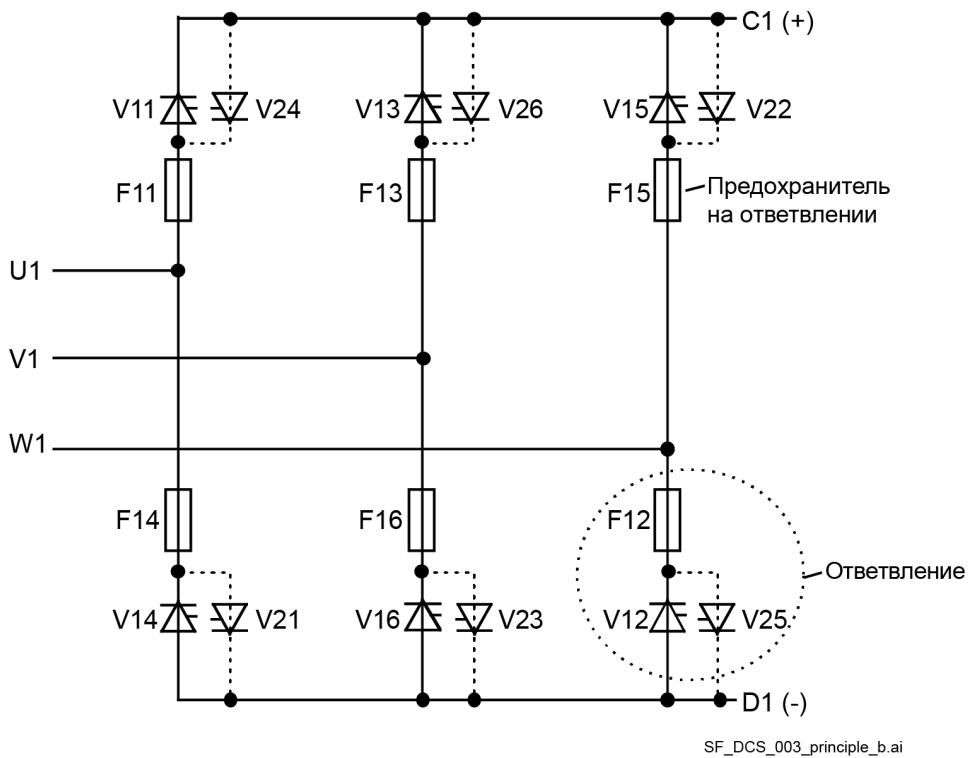 C1 (+)
V11
V24
V13
V26
V15
V22
F11
F13
F15
Предохранитель
на ответвлении
U1
V1
W1
F14
F16
F12
Ответвление
V14
V21
V16
V23
V12
V25
D1 (-)
SF_DCS_003_principle_b.ai